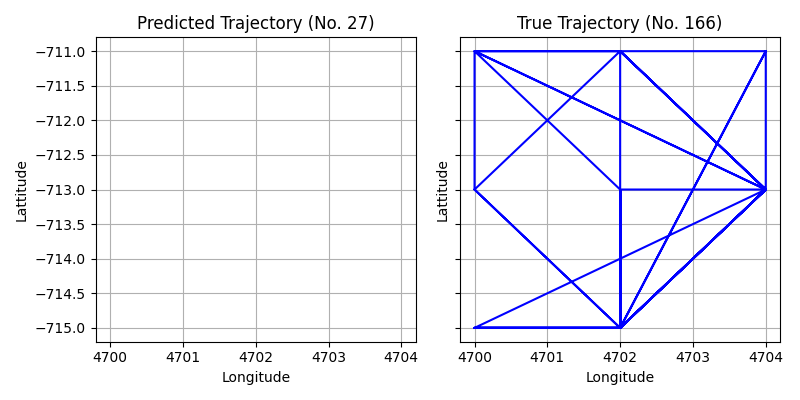 Predicted Trajectory (No. 27)
True Trajectory (No. 166)
Lattitude
−711.0
−711.5
−712.0
−712.5
−713.0
−713.5
−714.0
−714.5
−715.0
4700 4701 4702 4703 4704
Longitude
Lattitude
4700 4701 4702 4703 4704
Longitude